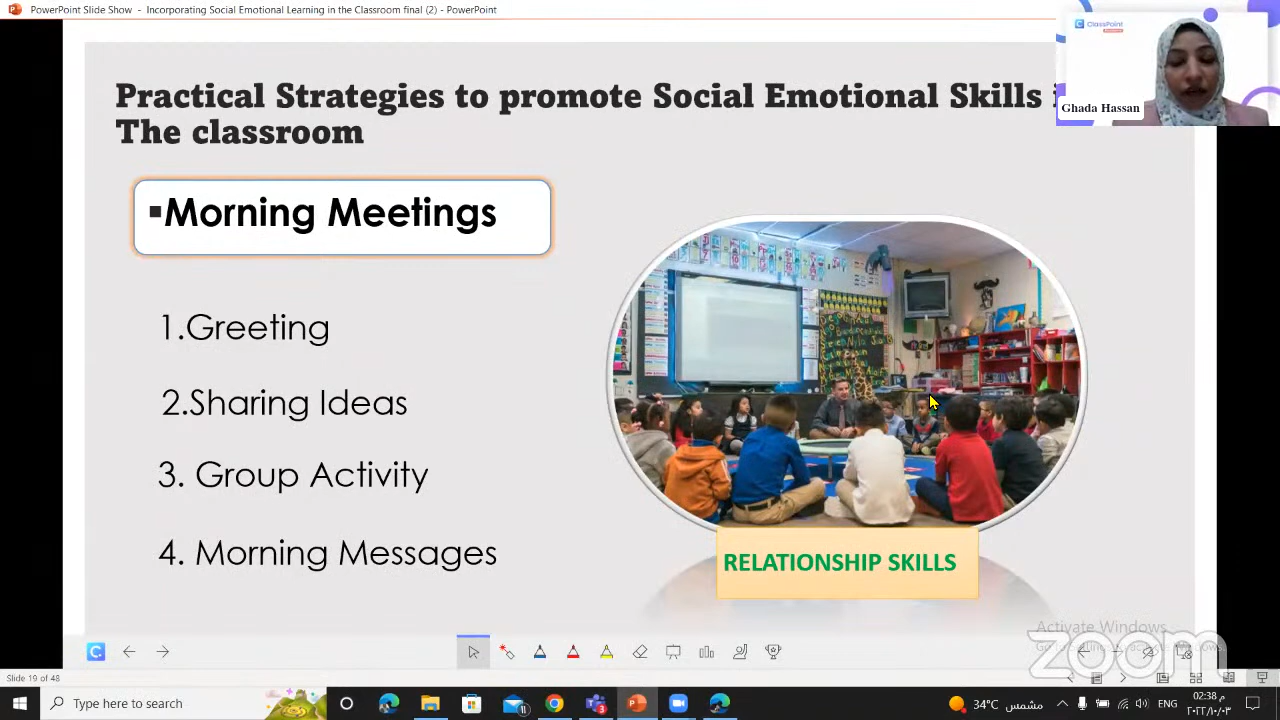 PowerPoint Slide Show - Incorporating Social Emotional Learning in the Classroom final (2) - PowerPoint
ClassPoint
Ghada Hassan
Practical Strategies to promote Social Emotional Skills
The classroom
▪Morning Meetings
1.Greeting
2.Sharing Ideas
3. Group Activity
4. Morning Messages
RELATIONSHIP SKILLS
Activate Windows
zoom
Slide 19 of 48
Type here to search
34°C مشمس
ENG
02:38 م